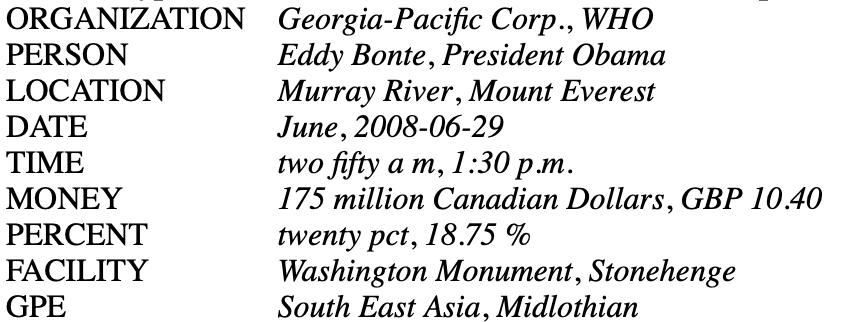 ORGANIZATION Georgia-Pacific Corp., WHO
PERSON Eddy Bonte, President Obama
LOCATION Murray River, Mount Everest
DATE June, 2008-06-29
TIME two fifty a m, 1:30 p.m.
MONEY 175 million Canadian Dollars, GBP 10.40
PERCENT twenty pct, 18.75 %
FACILITY Washington Monument, Stonehenge
GPE South East Asia, Midlothian